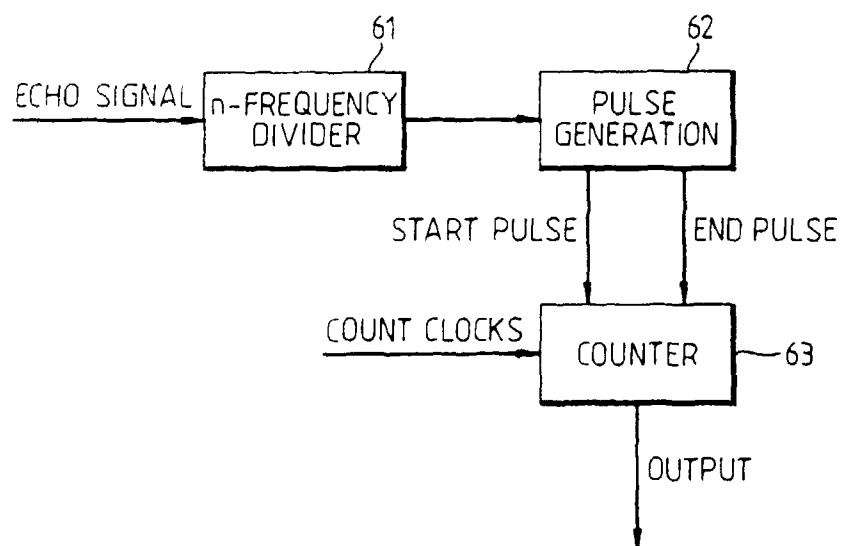 61
62
ECHO SIGNAL
n-FREQUENCY
DIVIDER
PULSE
GENERATION
START PULSE
END PULSE
COUNT CLOCKS
COUNTER
63
OUTPUT